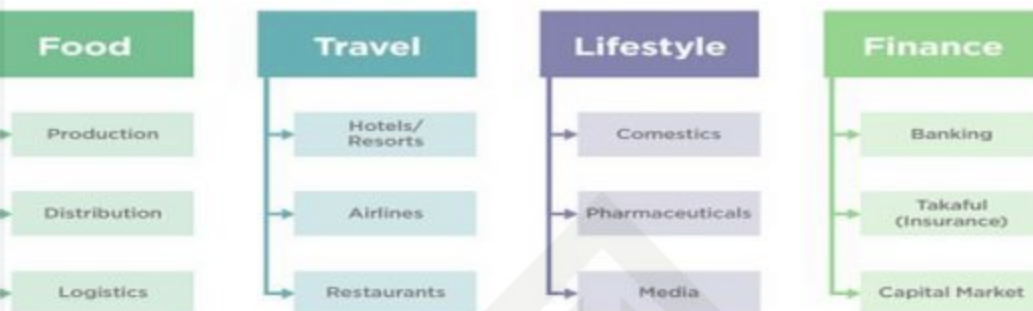 Food
Travel
Lifestyle
Finance
Production
Hotels/
Resorts
Comestics
Banking
Distribution
Airlines
Pharmaceuticals
Takaful
(Insurance)
Logistics
Restaurants
Media
Capital Market